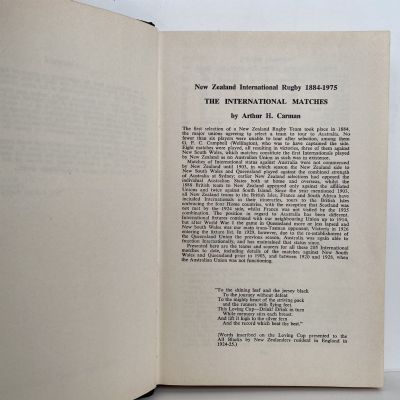 New Zealand International Rugby 1884-1975
THE INTERNATIONAL MATCHES
by Arthur H. Carman
The first selection of a New Zealand Rugby Team took place in 1884,
the major unions agreeing to select a team to tour to Australia. No
fewer than six players were unable to tour after selection, among them
G. F. C. Campbell (Wellington), who was to have captained the side.
Eight matches were played, all resulting in victories, three of them against
New South Wales, which matches constitute the first Internationals played
by New Zealand as no Australian Union as such was in existence.
Matches of International status against Australia were not commenced
by New Zealand until 1903, in which season the New Zealand side to
New South Wales and Queensland played against the combined strength
of Australia at Sydney; earlier New Zealand selections had opposed the
individual Australian States both at home and overseas, whilst the
1888 British team to New Zealand appeared only against the affiliated
Unions and twice against South Island. Since the year mentioned 1903,
all New Zealand teams to the British Isles, France and South Africa have
included Internationals in their itineraries, tours to the British Isles
embracing the four Home countries, with the exception that Scotland was
not met by the 1924 side, whilst France was not visited by the 1935
combination. The position in regard to Australia has been different.
International fixtures continued with our neighbouring Union up to 1914,
but after World War I the game in Queensland more or less lapsed and
New South Wales was our main trans-Tasman opponent, Victoria in 1926
entering the lists for
In 1929, however, due to the re-establishment of
the Queensland Union the previous season, Australia was again able to
function Internationally, and has maintained that status since.
Presented here are the teams and scores for all these 205 International
matches to date, including details of the matches against New South
Wales and Queensland prior to 1903, and between 1920 and 1928, when
the Australian Union was not functioning.
"To the shining leaf and the jersey black
To the journey without defeat
To the mighty heart of the striving pack
and the runners with flying feet.
This Loving Cup—Drink! Drink in turn
While memory stirs each breast.
And lift it high to the silver fern
And the record which beat the best."
(Words inscribed on the Loving Cup presented to the
All Blacks by New Zealanders resident in England in
1924-25.)